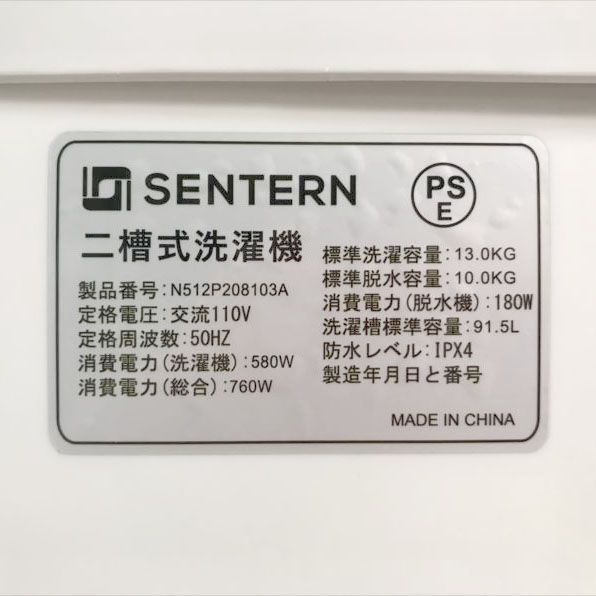 SENTERN
PS
E
二槽式洗濯機
製品番号:N512P208103A
定格電圧:交流110V
定格周波数:50HZ
消費電力(洗濯機):580W
消費電力(総合):760W
標準洗濯容量:13.0KG
標準脱水容量:10.0KG
消費電力(脱水機):180W
洗濯槽標準容量:91.5L
防水レベル:IPX4
製造年月日と番号
MADE IN CHINA